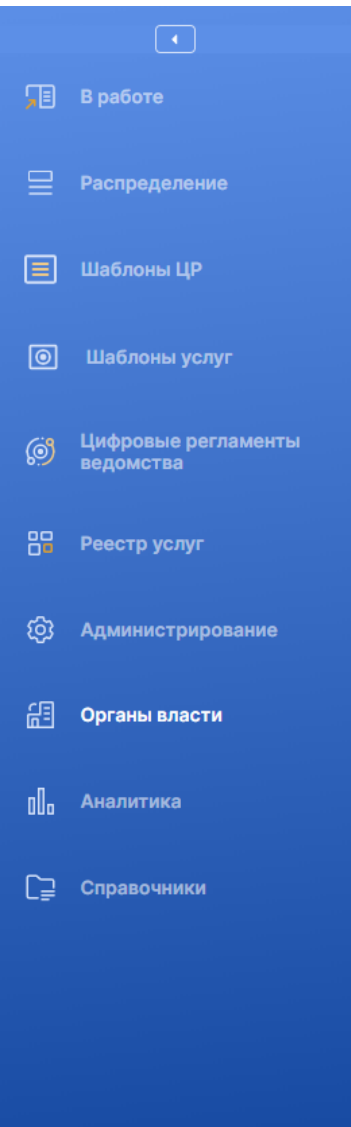 В работе
Распределение
Шаблоны ЦР
Шаблоны услуг
Цифровые регламенты
ведомства
Реестр услуг
Администрирование
Органы власти
Аналитика
Справочники